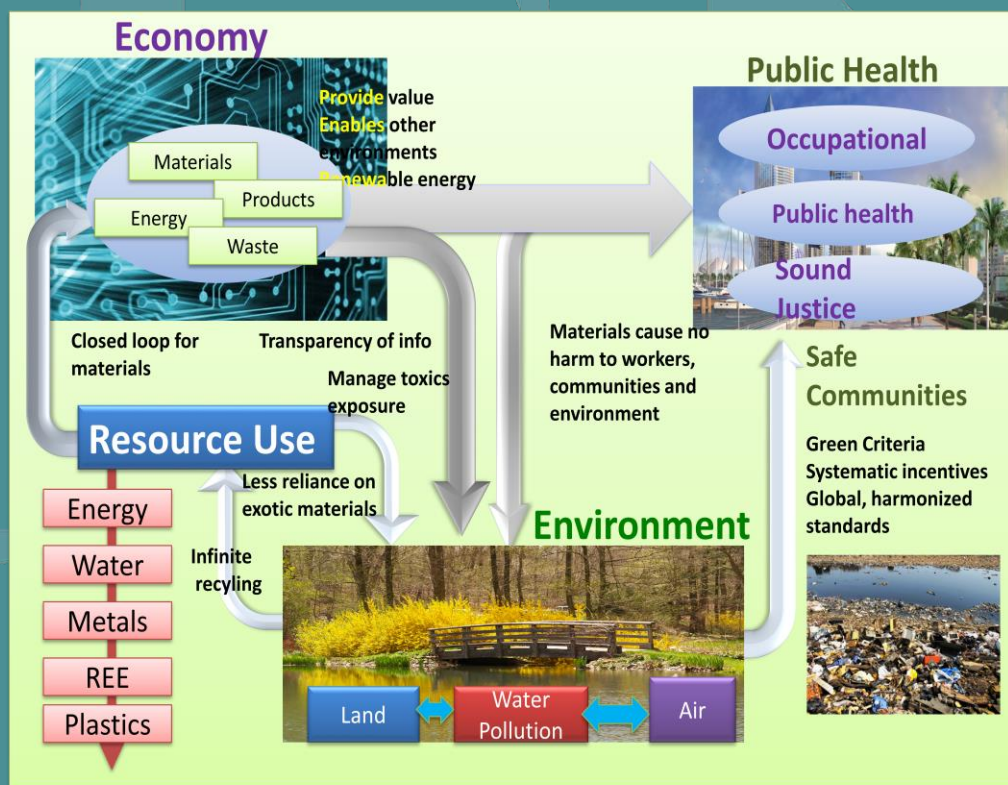 Economy
Provide value
Enables other
environments
Renewable energy
Materials
Products
Energy
Waste
Public Health
Occupational
Public health
Sound
Justice
Closed loop for
materials
Transparency of info
Manage toxics
exposure
Materials cause no
harm to workers,
communities and
environment
Safe
Communities
Green Criteria
Systematic incentives
Global, harmonized
standards
Resource Use
Less reliance on
exotic materials
Infinite
recyling
Energy
Water
Metals
REE
Plastics
Environment
Land
Water
Pollution
Air